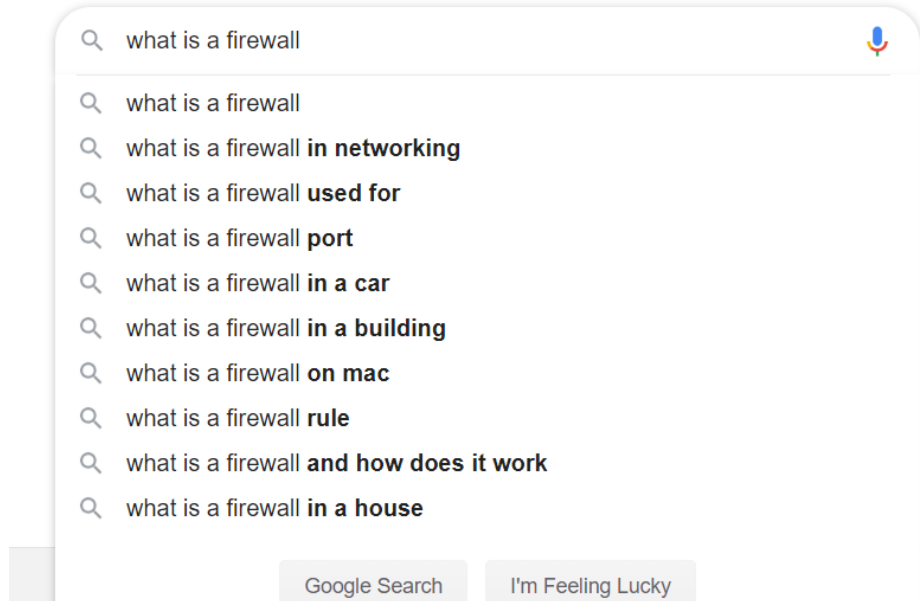 what is a firewall
what is a firewall
what is a firewall in networking
what is a firewall used for
what is a firewall port
what is a firewall in a car
what is a firewall in a building
what is a firewall on mac
what is a firewall rule
what is a firewall and how does it work
what is a firewall in a house
Google Search I'm Feeling Lucky